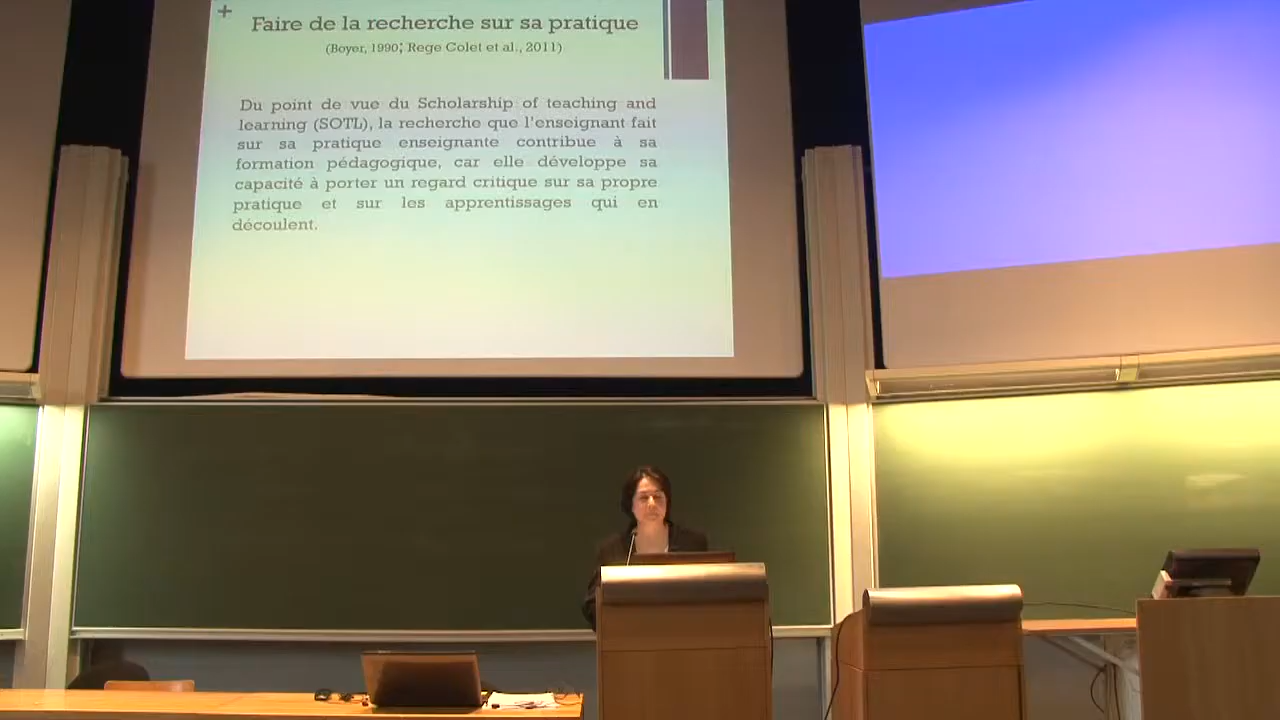 +
Faire de la recherche sur sa pratique
(Boyer, 1990; Rege Colet et al., 2011)
Du point de vue du Scholarship of teaching and
learning (SOTL), la recherche que l'enseignant fait
sur sa pratique enseignante contribue à sa
formation pédagogique, car elle développe sa
capacité à porter un regard critique sur sa propre
pratique et sur les apprentissages qui en
découlent.